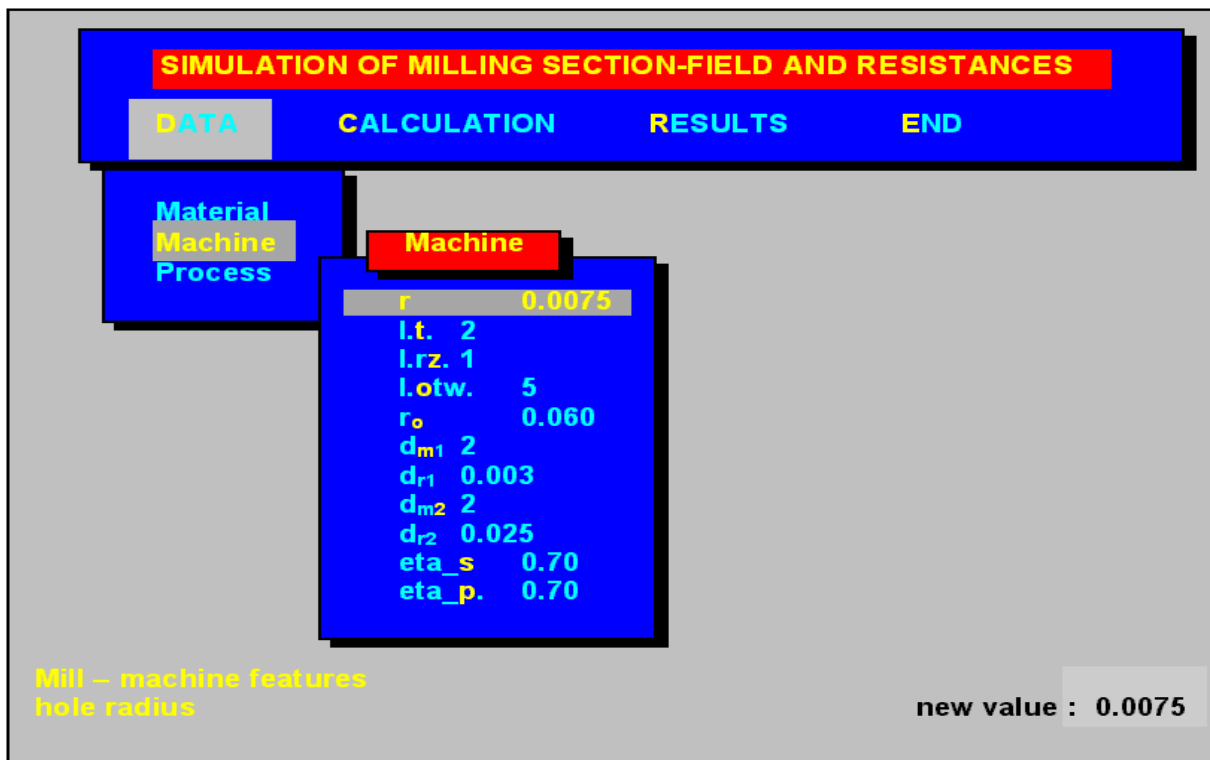 SIMULATION OF MILLING SECTION-FIELD AND RESISTANCES
DATA CALCULATION RESULTS END
Material
Machine
Process
Machine
r 0.0075
l.t. 2
l.rz. 1
l.otw. 5
rₒ 0.060
dₘ₁ 2
dᵣ₁ 0.003
dₘ₂ 2
dᵣ₂ 0.025
eta_s 0.70
eta_p. 0.70
Mill – machine features
hole radius
new value : 0.0075